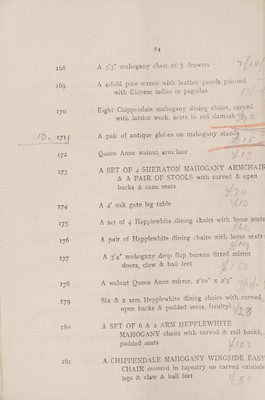 14
168 A 3'3" mahogany chest of 5 drawers
169 A 4-fold pine screen with leather panels painted
with Chinese ladies in pagodas
170 Eight Chippendale mahogany dining chairs, carved
with lattice work, seats in red damask
171 A pair of antique globes on mahogany stands
172 Queen Anne walnut armchair £12
173 A SET OF 4 SHERATON MAHOGANY ARMCHAIR
& A PAIR OF STOOLS with carved & open
backs & cane seats
174 A 4' oak gate leg table £10
175 A set of 4 Hepplewhite dining chairs with loose seats
176 A pair of Hepplewhite dining chairs with loose seats
177 A 3'4" mahogany drop flap bureau fitted mirror
doors, claw & ball feet
178 A walnut Queen Anne mirror, 2'10" x 2'3"
179 Six & 2 arm Hepplewhite dining chairs with carved
open backs & padded seats, (faulty) £28
180 A SET OF 6 & 2 ARM HEPPLEWHITE
MAHOGANY chairs with carved & rail backs,
padded seats
181 A CHIPPENDALE MAHOGANY WINGSIDE EASY
CHAIR covered in tapestry on carved cabriole
legs & claw & ball feet £50